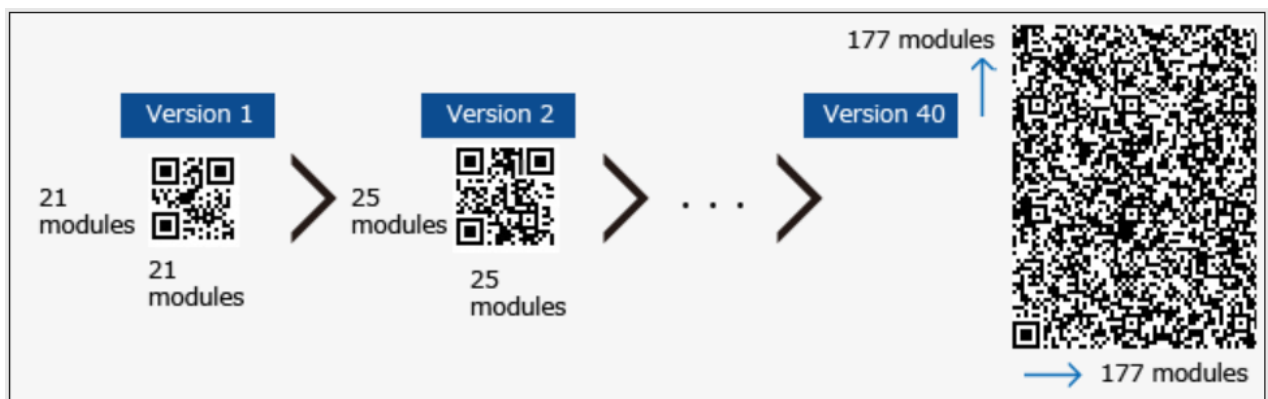 177 modules
Version 1
Version 2
Version 40
21
modules
25
modules
. . .
21
modules
25
modules
177 modules